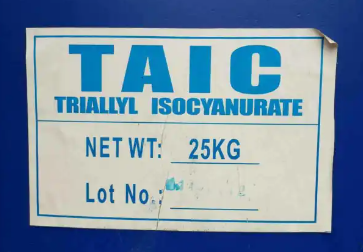 TAIC
TRIALLYL ISOCYANURATE
NET WT: 25KG
Lot No.: